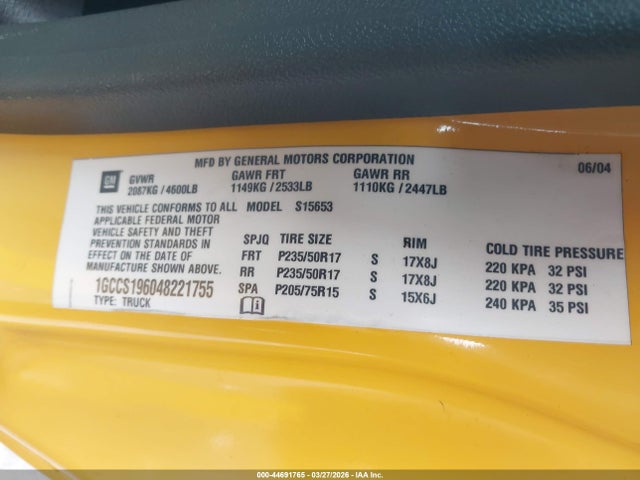 MFD BY GENERAL MOTORS CORPORATION 06/04
GM GVWR GAWR FRT GAWR RR
2087KG / 4600LB 1149KG / 2533LB 1110KG / 2447LB
THIS VEHICLE CONFORMS TO ALL MODEL S15653
APPLICABLE FEDERAL MOTOR
VEHICLE SAFETY AND THEFT
PREVENTION STANDARDS IN SPJQ TIRE SIZE RIM COLD TIRE PRESSURE
EFFECT ON THE DATE OF FRT P235/50R17 S 17X8J 220 KPA 32 PSI
MANUFACTURE SHOWN ABOVE. RR P235/50R17 S 17X8J 220 KPA 32 PSI
1GCCS196048221755 SPA P205/75R15 S 15X6J 240 KPA 35 PSI
TYPE: TRUCK
000-44691765 - 03/27/2026 - IAA Inc.